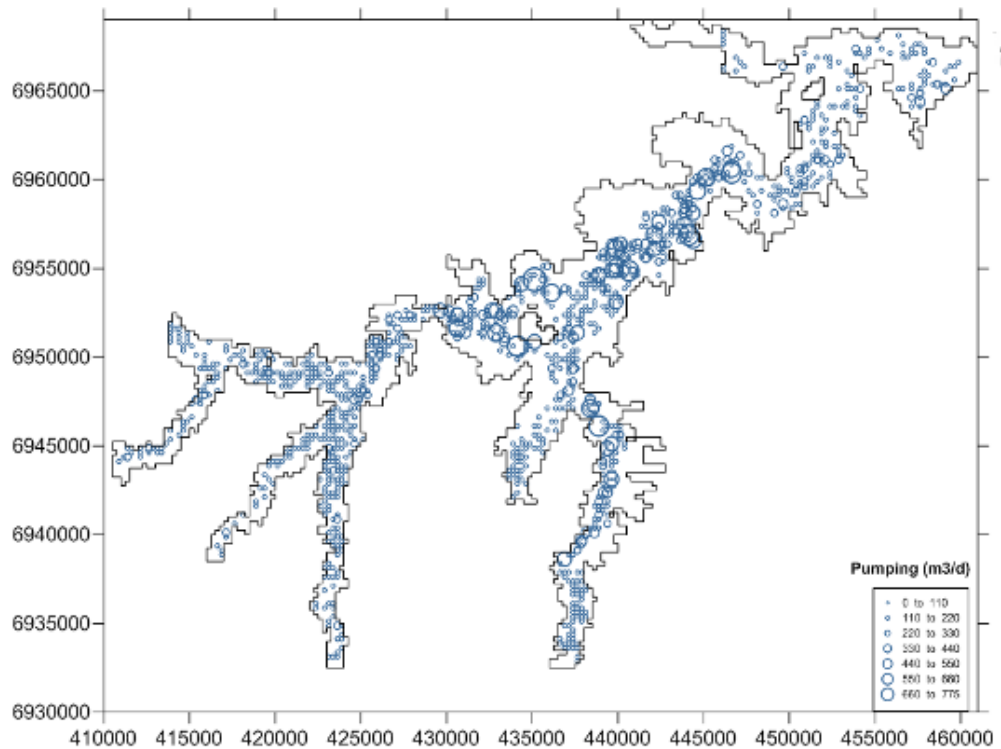 6965000
6960000
6955000
6950000
6945000
6940000
6935000
6930000
Pumping (m3/d)
0 to 110
110 to 220
220 to 330
330 to 440
440 to 550
550 to 660
660 to 775
410000 415000 420000 425000 430000 435000 440000 445000 450000 455000 460000